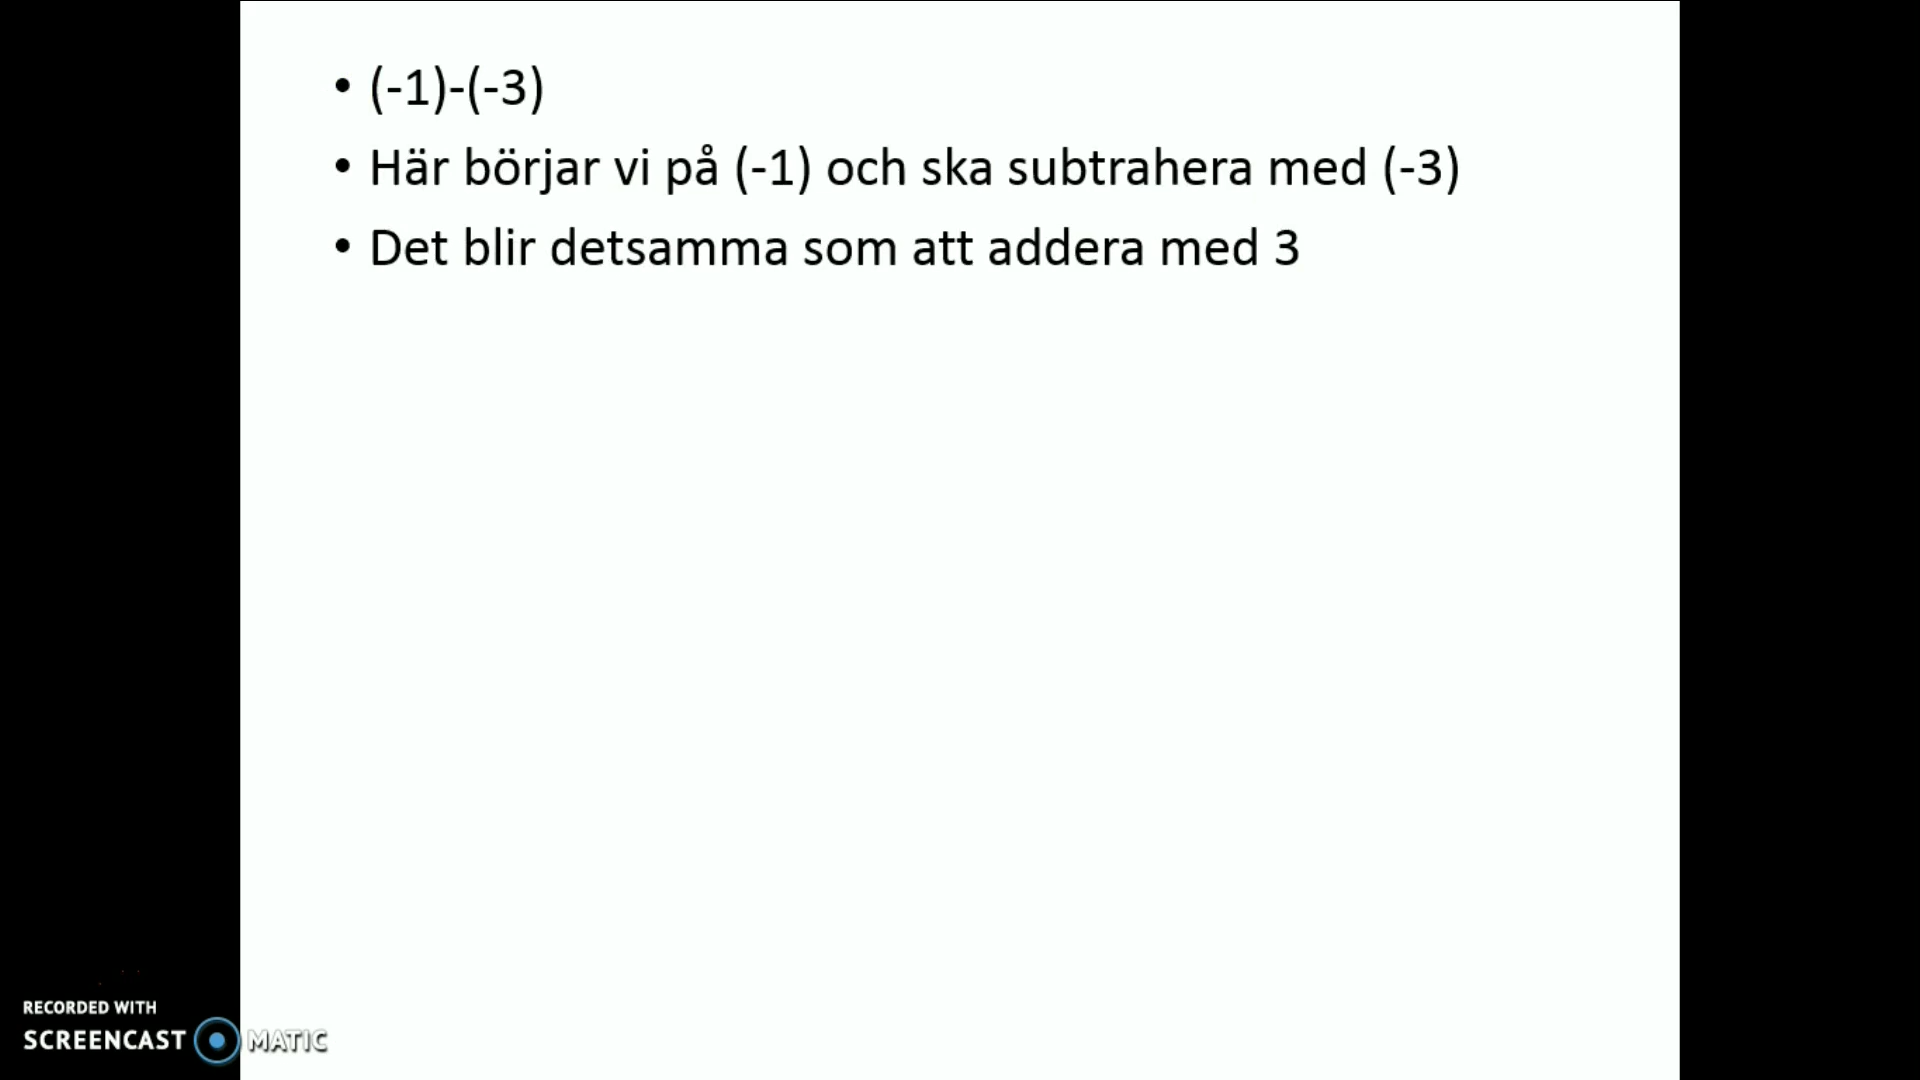 • (-1)-(-3)
• Här börjar vi på (-1) och ska subtrahera med (-3)
• Det blir detsamma som att addera med 3
RECORDED WITH
SCREENCAST MATIC